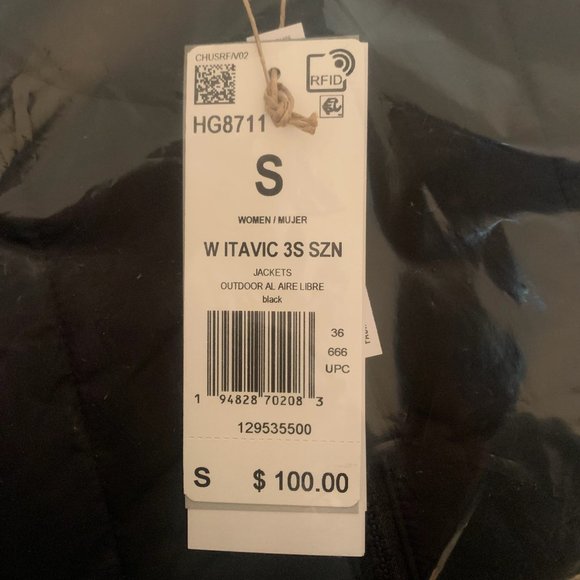 CHUSRF/V02
RFID
HG8711
S
WOMEN / MUJER
W ITAVIC 3S SZN
JACKETS
OUTDOOR AL AIRE LIBRE
black
36
666
UPC
1 94828 70208 3
129535500
S $ 100.00